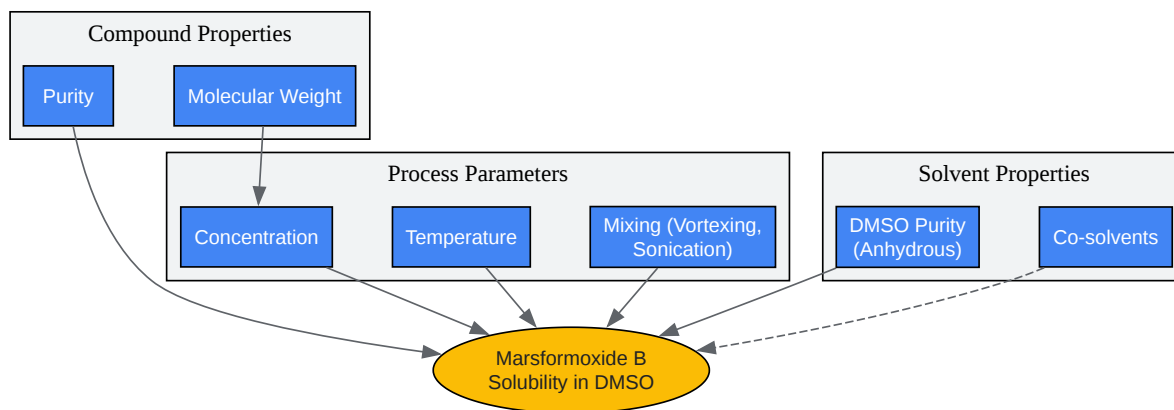 Compound Properties
Purity
Molecular Weight
Process Parameters
Solvent Properties
Concentration
Temperature
Mixing (Vortexing,
Sonication)
DMSO Purity
(Anhydrous)
Co-solvents
Marsformoxide B
Solubility in DMSO